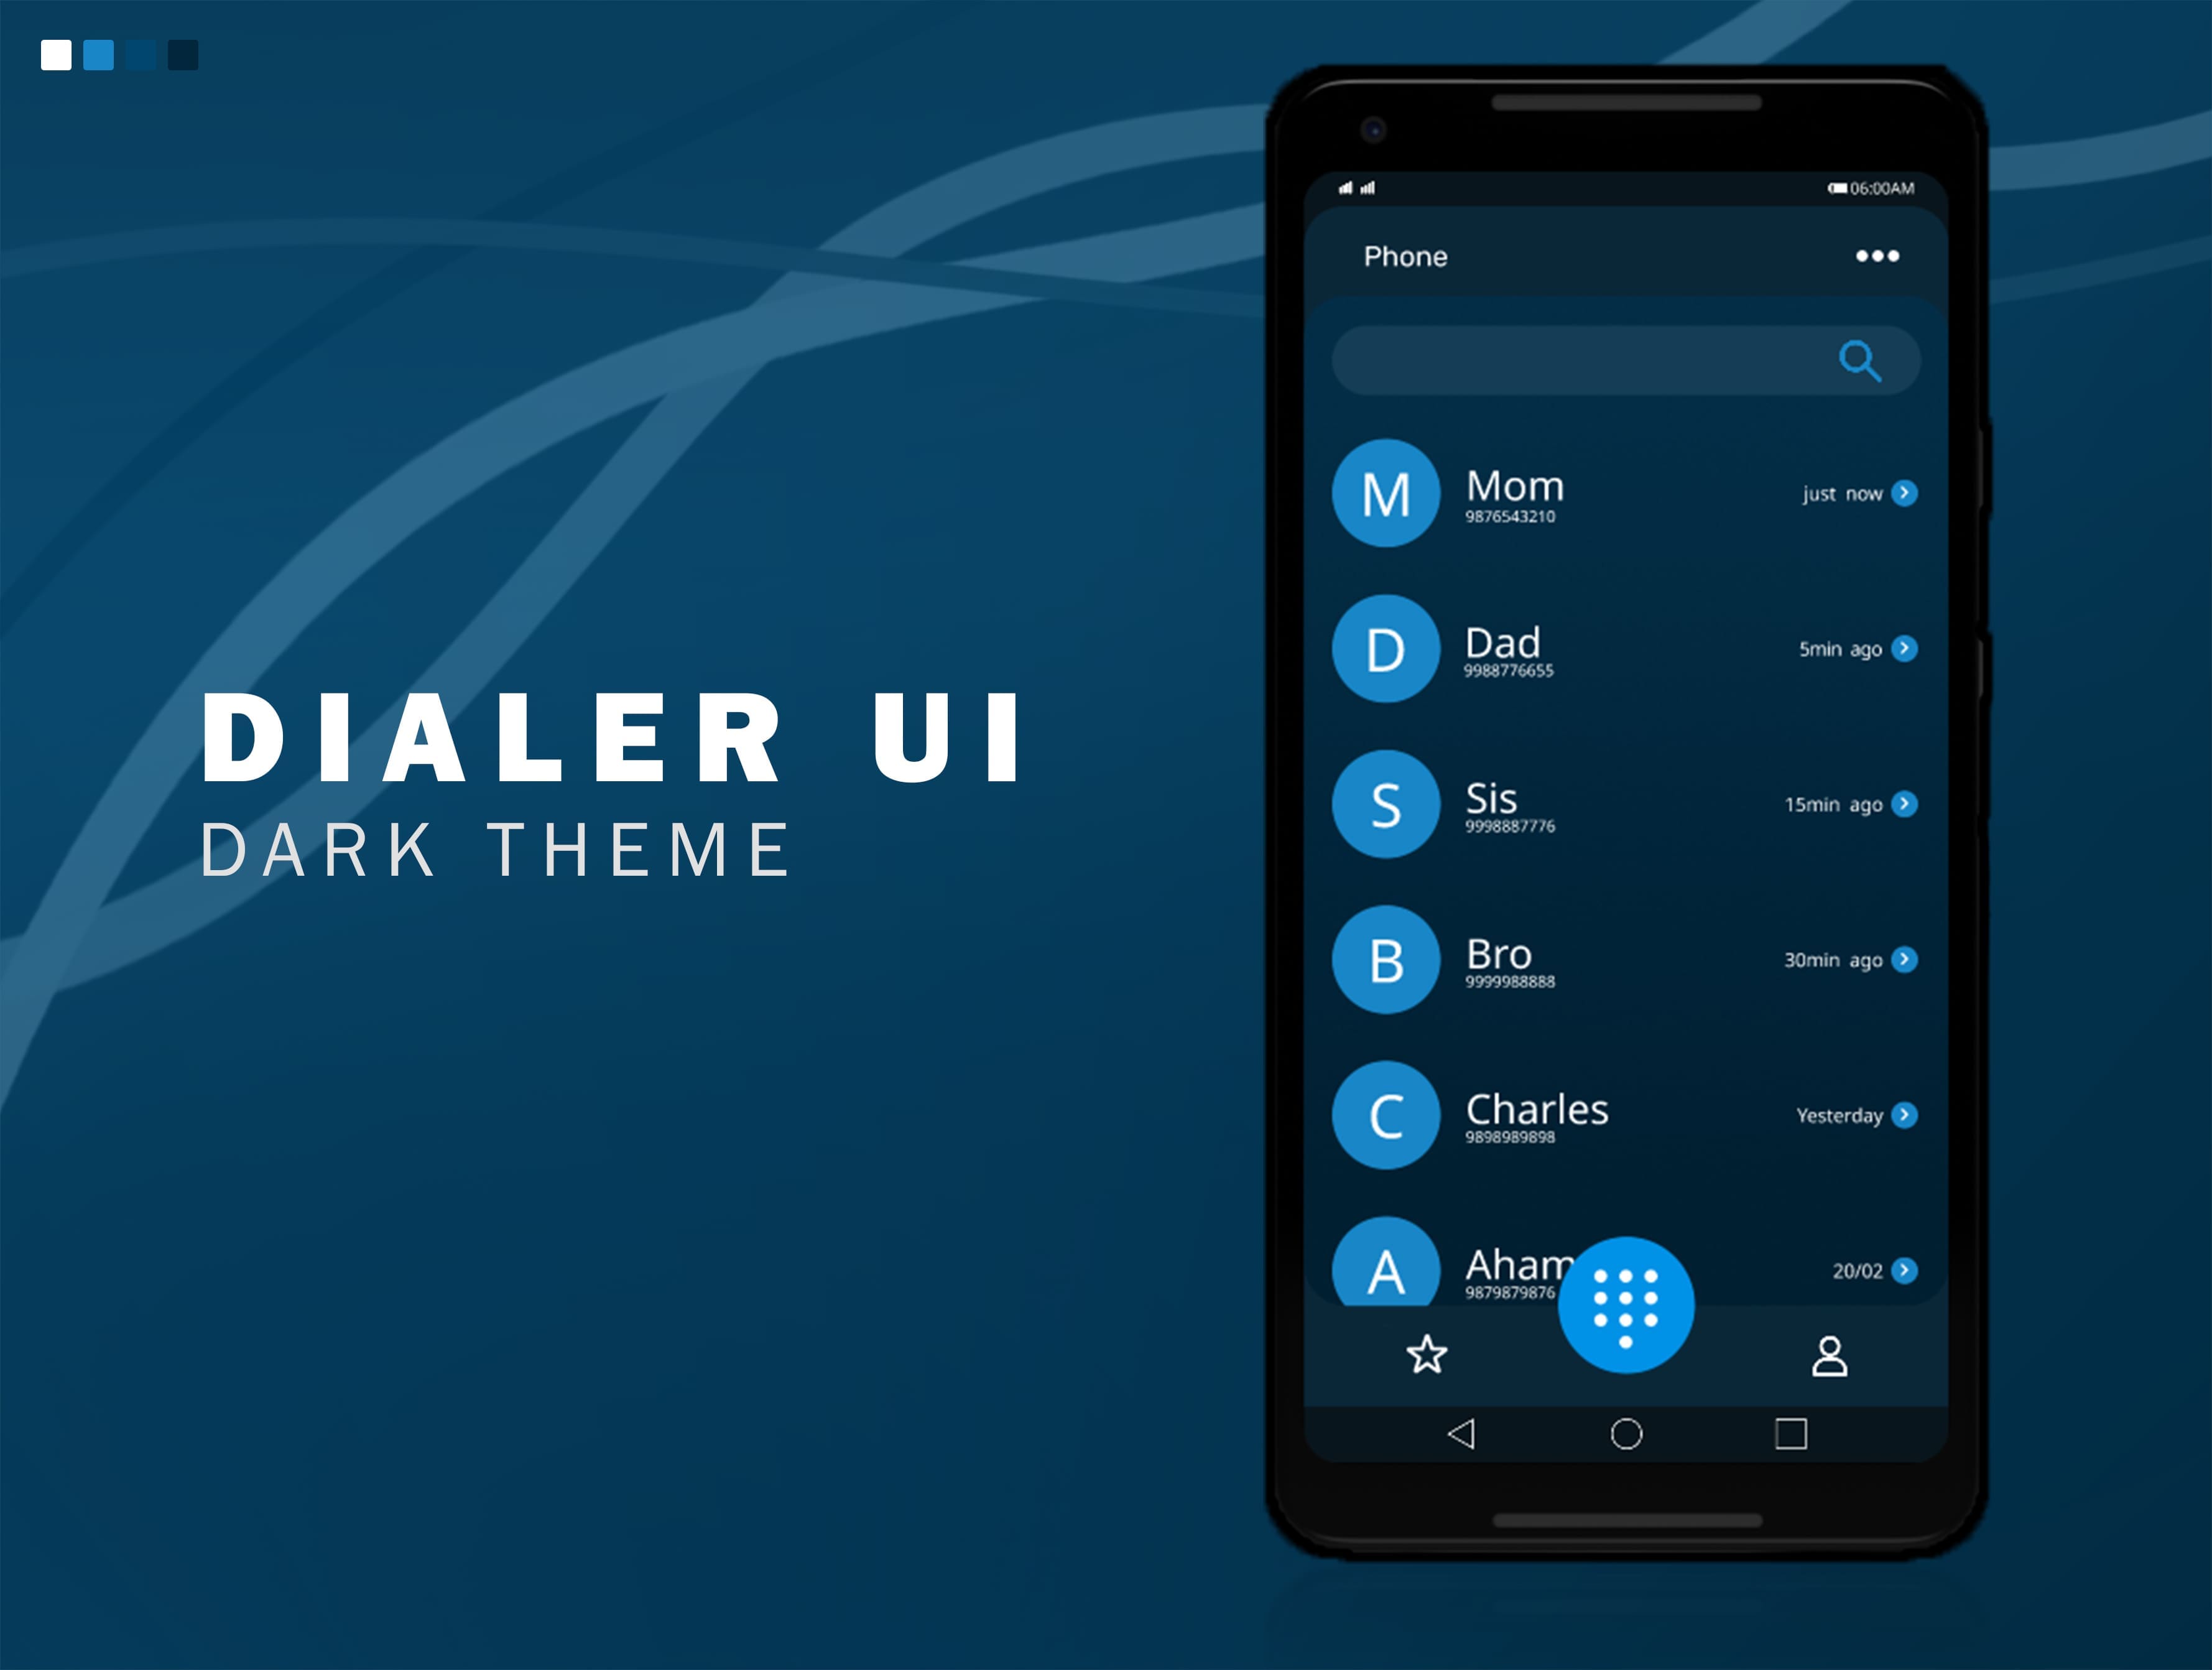 DIALER UI
DARK THEME
06:00AM
Phone
M
Mom
9876543210
just now
D
Dad
9988776655
5min ago
S
Sis
9998887776
15min ago
B
Bro
9999988888
30min ago
C
Charles
9898989898
Yesterday
A
Aham
9879879876
20/02